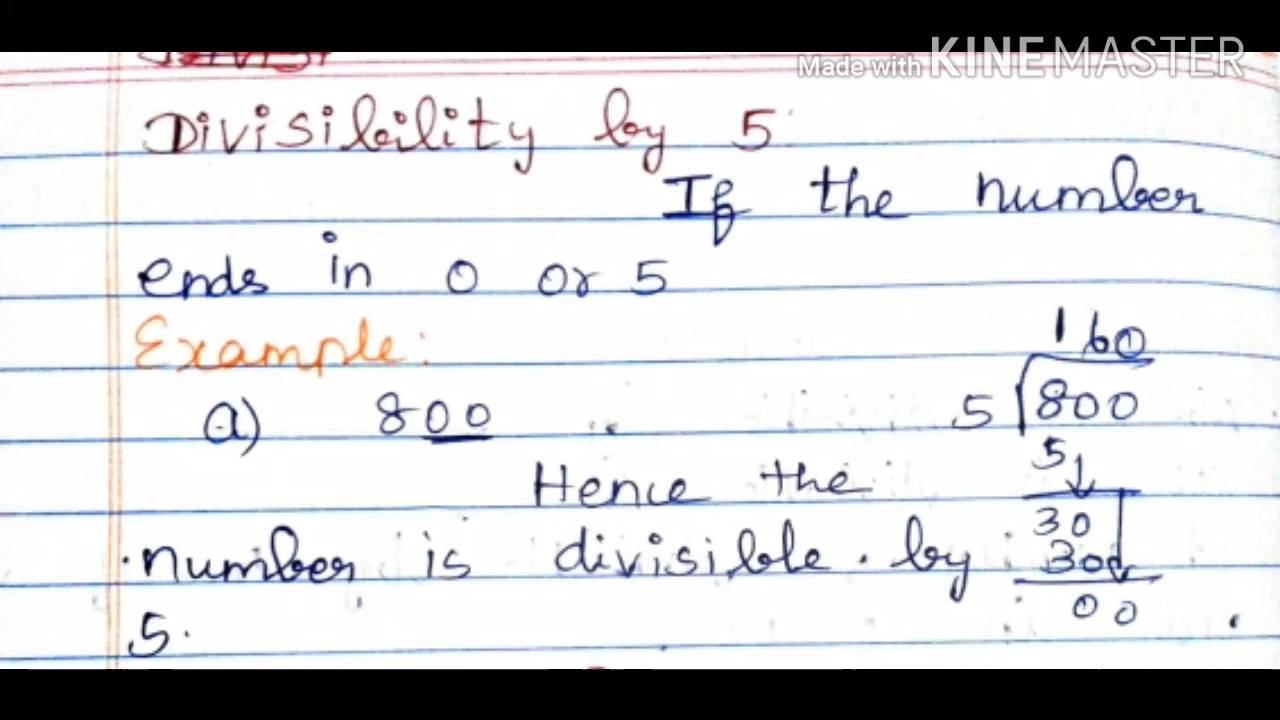 Made with KINEMASTER
Divisibility by 5
If the number
ends in 0 or 5
Example:
160
a) 800 5 800
5
Hence the
30
number is divisible by 300
00
5.